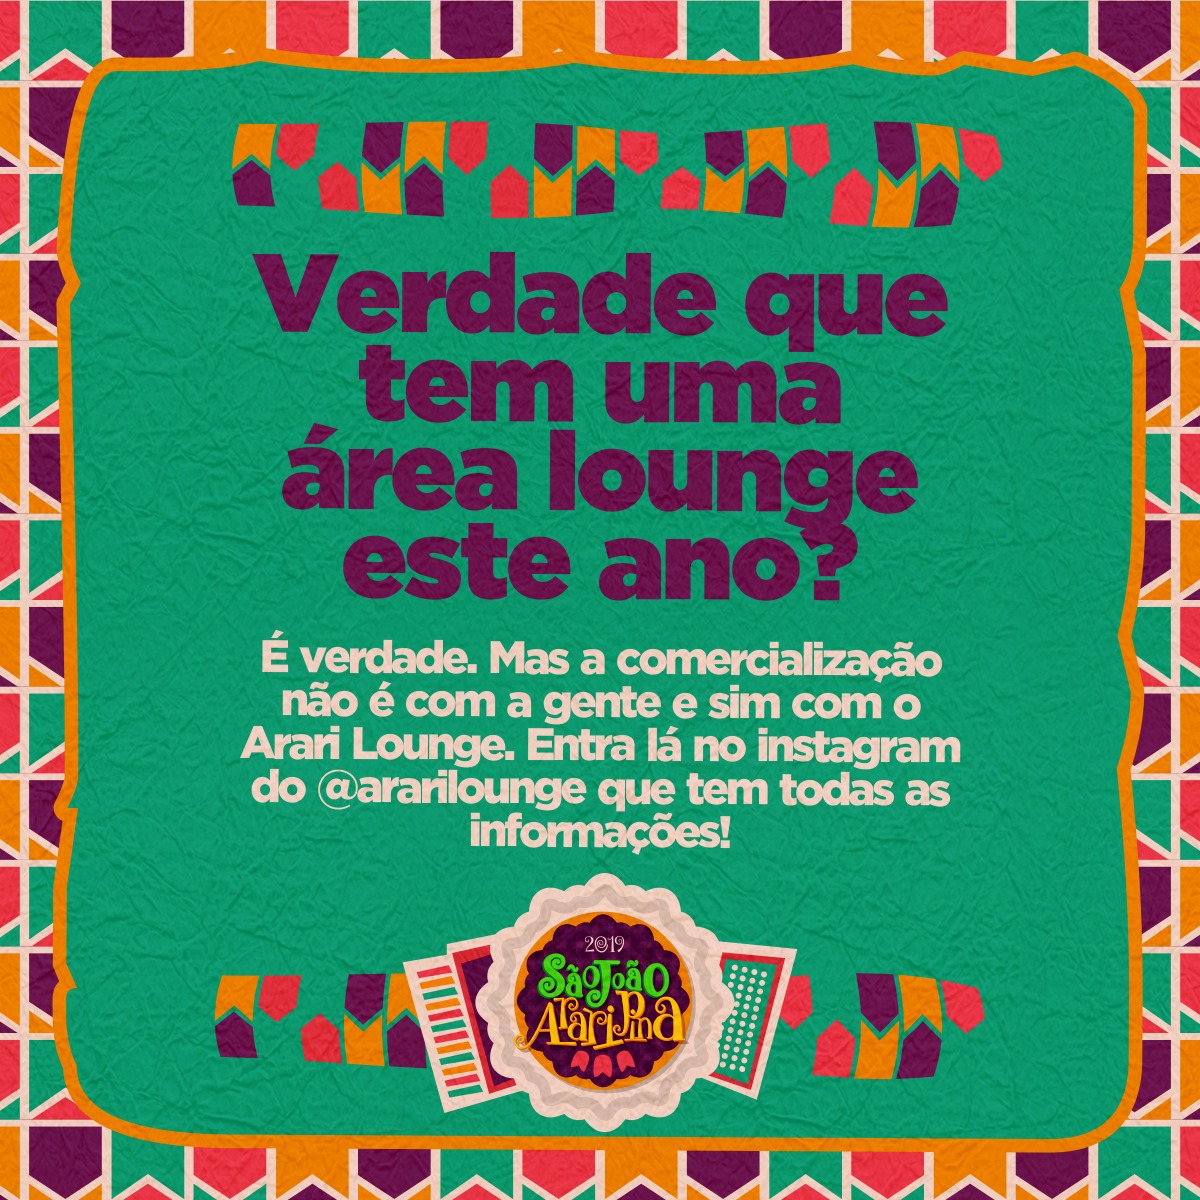 Verdade que
tem uma
área lounge
este ano?
É verdade. Mas a comercialização
não é com a gente e sim com o
Arari Lounge. Entra lá no instagram
do @ararilounge que tem todas as
informações!
2019
São João
Araripina